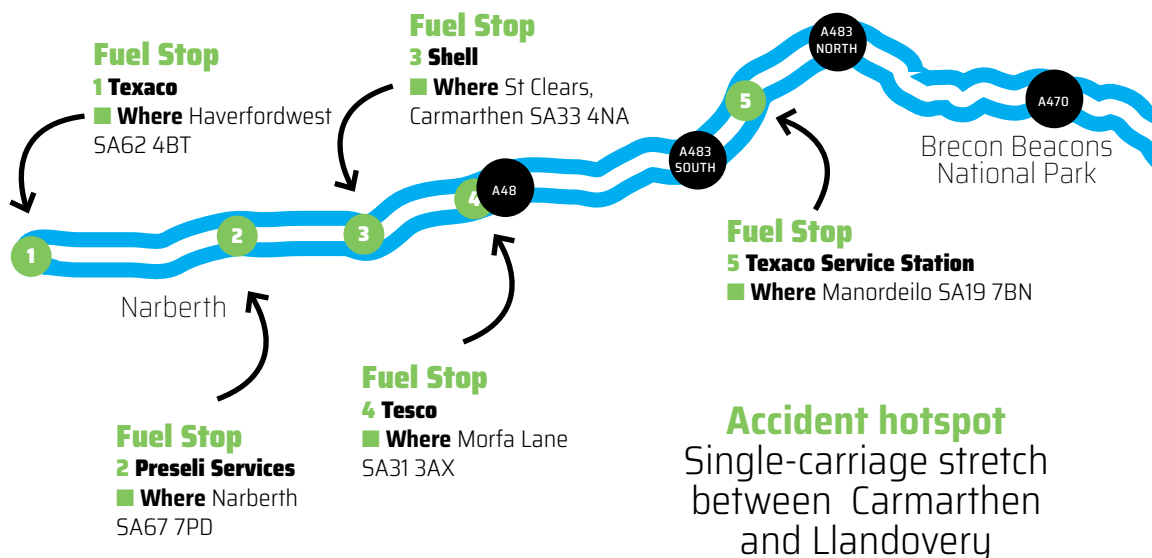 Fuel Stop
1 Texaco
Where Haverfordwest
SA62 4BT
Fuel Stop
3 Shell
Where St Clears,
Carmarthen SA33 4NA
A483
NORTH
5
A470
Brecon Beacons
National Park
A483
SOUTH
4
A48
3
2
1
Narberth
Fuel Stop
5 Texaco Service Station
Where Manordeilo SA19 7BN
Fuel Stop
4 Tesco
Where Morfa Lane
SA31 3AX
Fuel Stop
2 Preseli Services
Where Narberth
SA67 7PD
Accident hotspot
Single-carriage stretch
between Carmarthen
and Llandovery